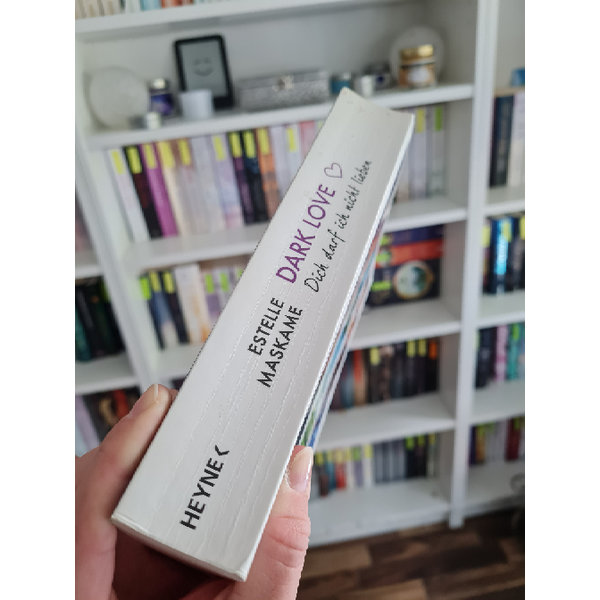 HEYNE <
ESTELLE
MASKAME
DARK LOVE ♡
Dich darf ich nicht lieben